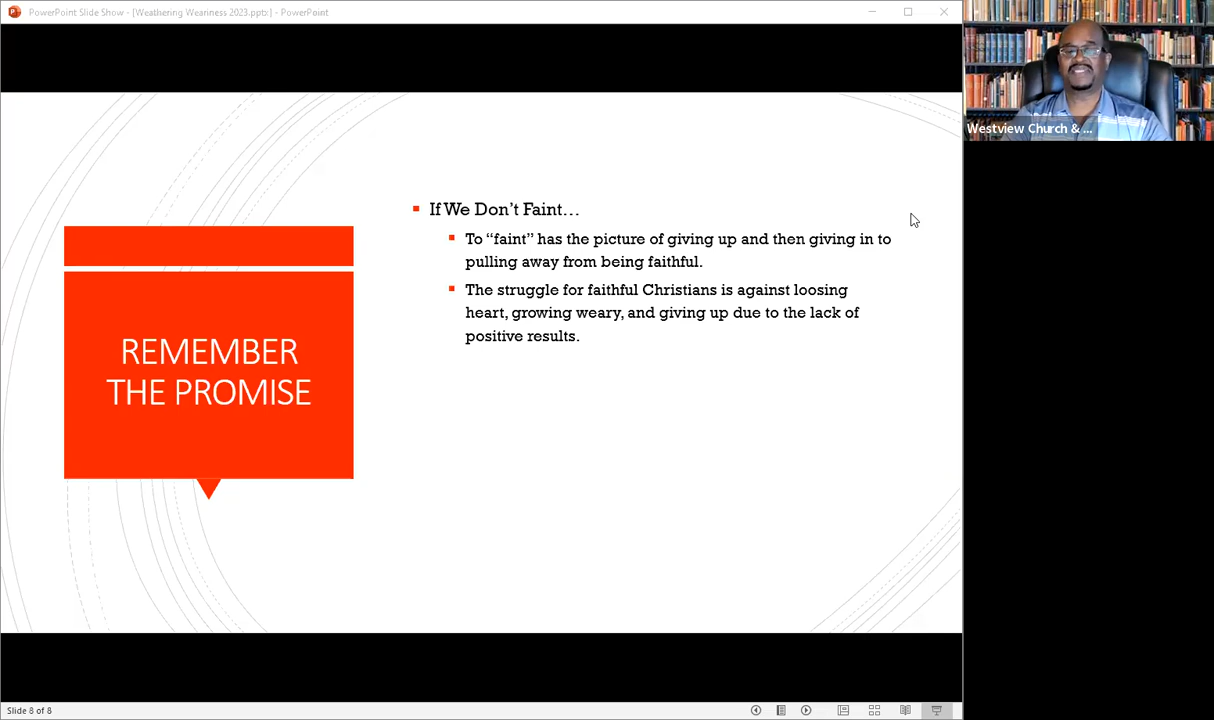 PowerPoint Slide Show - [Weathering Weariness 2023.pptx] - PowerPoint
Westview Church & ...
If We Don’t Faint…
To “faint” has the picture of giving up and then giving in to
pulling away from being faithful.
The struggle for faithful Christians is against loosing
heart, growing weary, and giving up due to the lack of
positive results.
REMEMBER
THE PROMISE
Slide 8 of 8